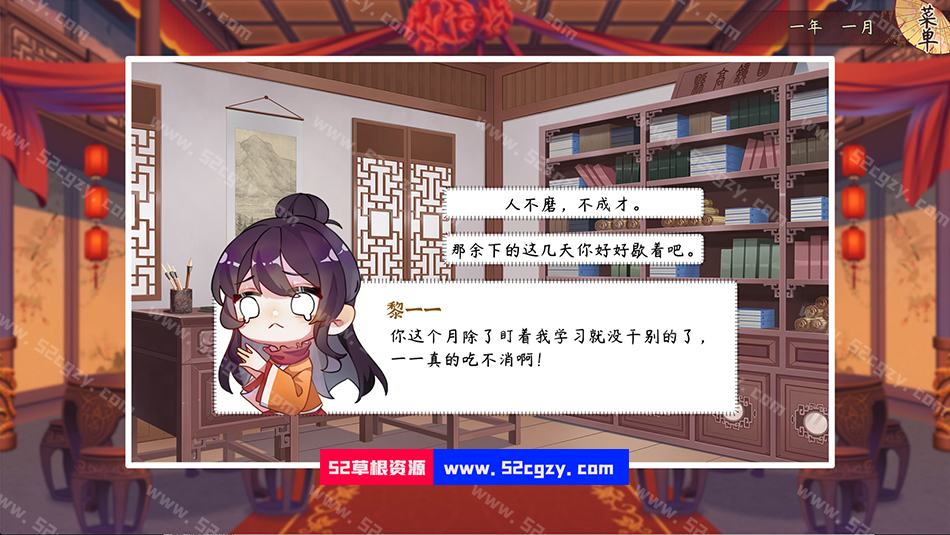 一年 一月
菜单
人不磨，不成才。
那余下的这几天你好好歇着吧。
黎一一
你这个月除了盯着我学习就没干别的了，
一一真的吃不消啊！
52草根资源 www.52cgzy.com